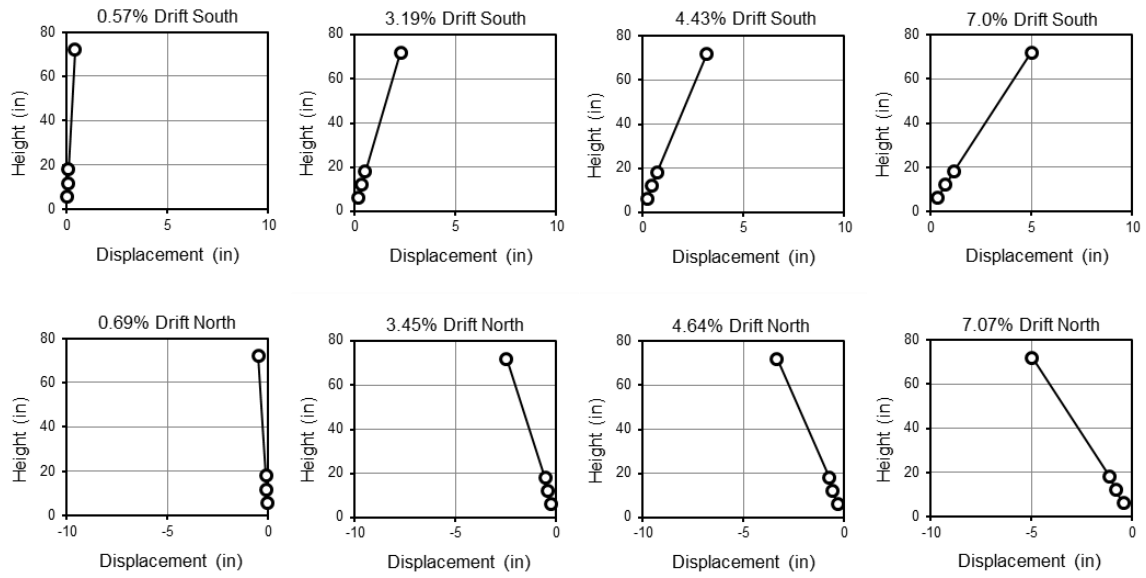 0.57% Drift South
80
60
40
20
0
0 5 10
Height (in)
Displacement (in)
3.19% Drift South
80
60
40
20
0
0 5 10
Height (in)
Displacement (in)
4.43% Drift South
80
60
40
20
0
0 5 10
Height (in)
Displacement (in)
7.0% Drift South
80
60
40
20
0
0 5 10
Height (in)
Displacement (in)
0.69% Drift North
80
60
40
20
0
-10 -5 0
Height (in)
Displacement (in)
3.45% Drift North
80
60
40
20
0
-10 -5 0
Height (in)
Displacement (in)
4.64% Drift North
80
60
40
20
0
-10 -5 0
Height (in)
Displacement (in)
7.07% Drift North
80
60
40
20
0
-10 -5 0
Height (in)
Displacement (in)